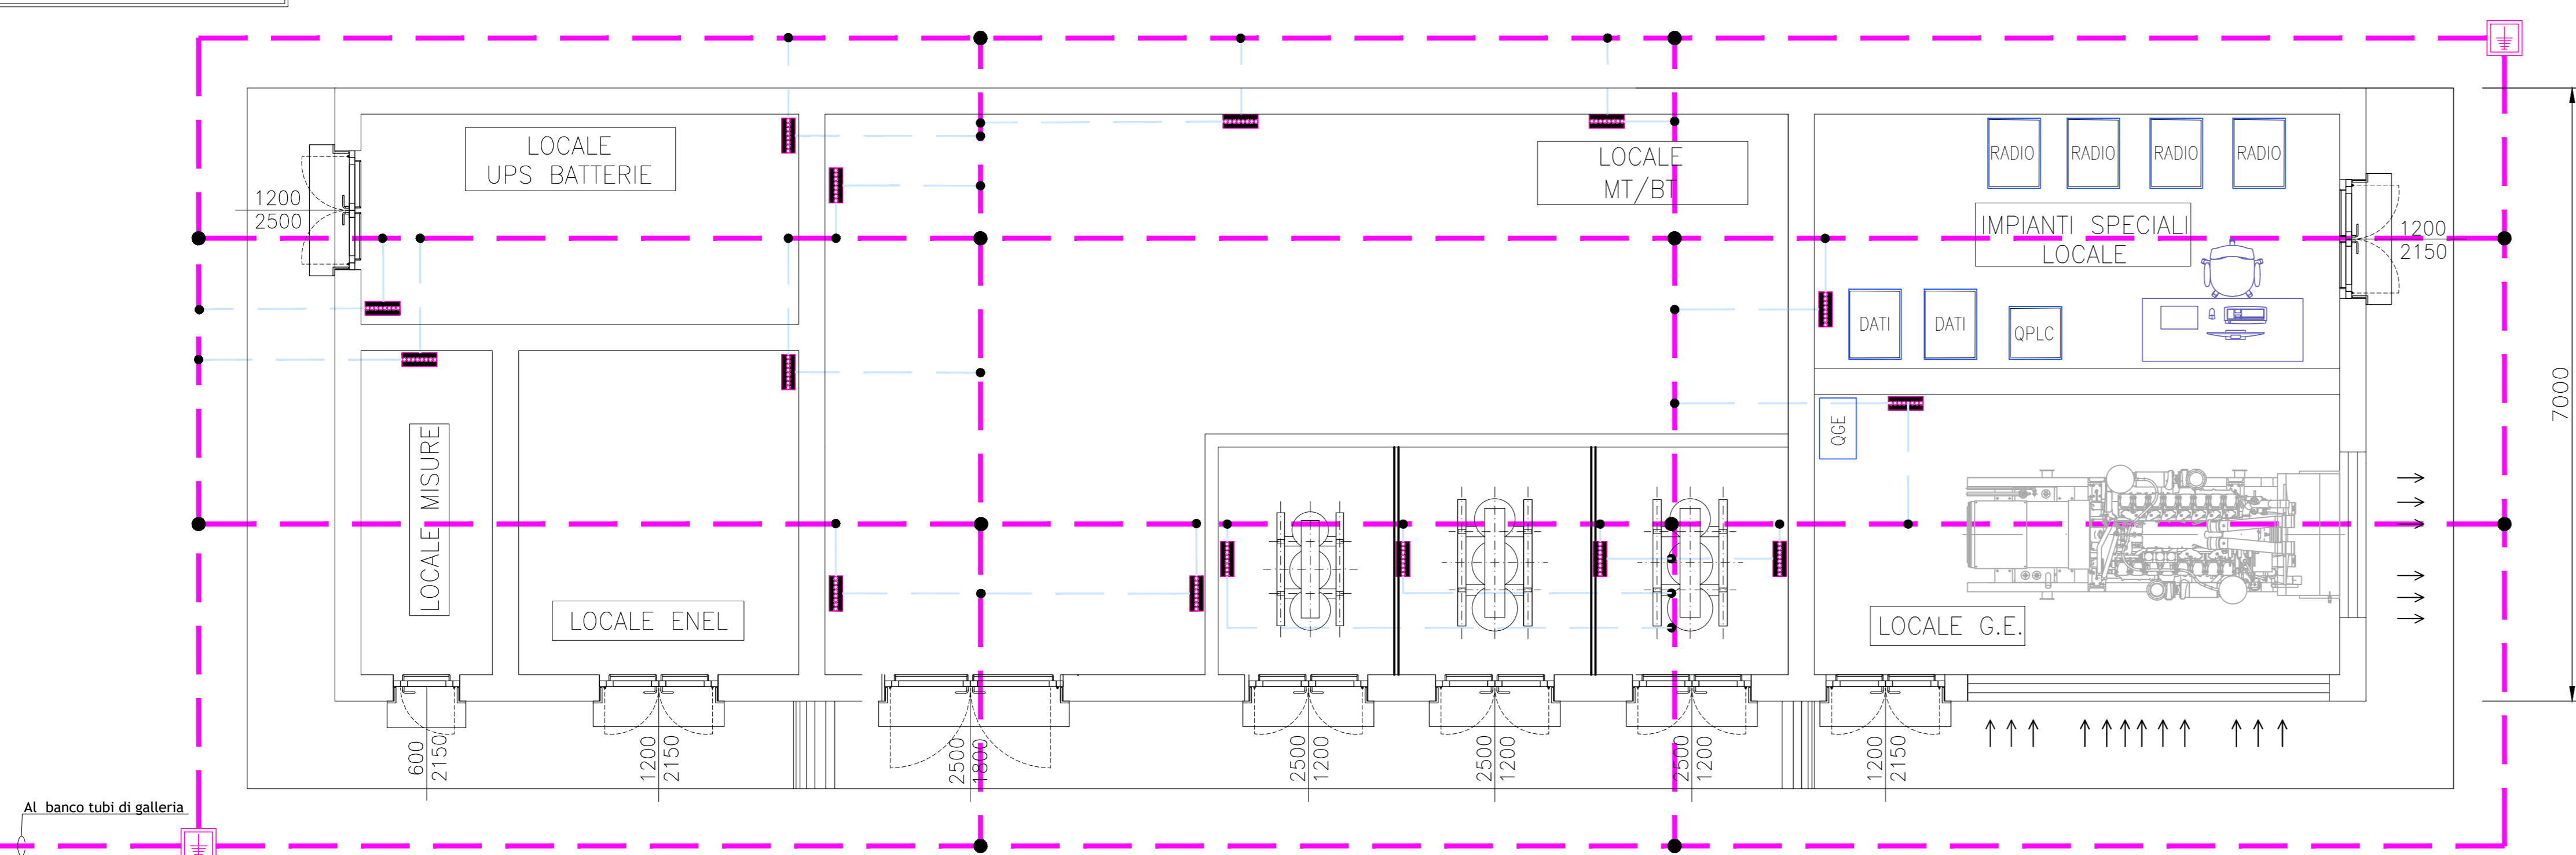 LOCALE
UPS BATTERIE
LOCALE
MT/BT
RADIO
RADIO
RADIO
RADIO
1200
2500
IMPIANTI SPECIALI
LOCALE
1200
2150
DATI
DATI
QPLC
7000
QGE
LOCALE MISURE
LOCALE ENEL
LOCALE G.E.
600
2150
1200
2150
2500
1800
2500
1200
2500
1200
2500
1200
1200
2150
Al banco tubi di galleria